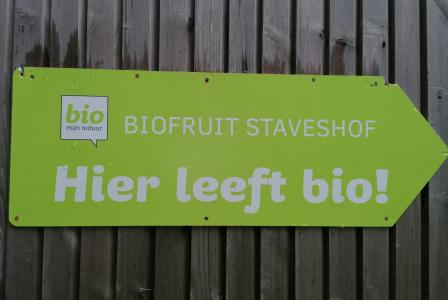 bio
mijn natuur
BIOFRUIT STAVESHOF
Hier leeft bio!